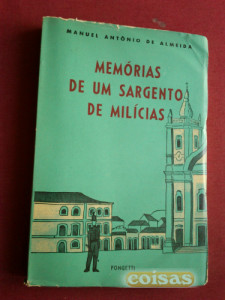 MANUEL ANTÔNIO DE ALMEIDA
MEMÓRIAS
DE UM SARGENTO
DE MILÍCIAS
PONGETTI
coisas